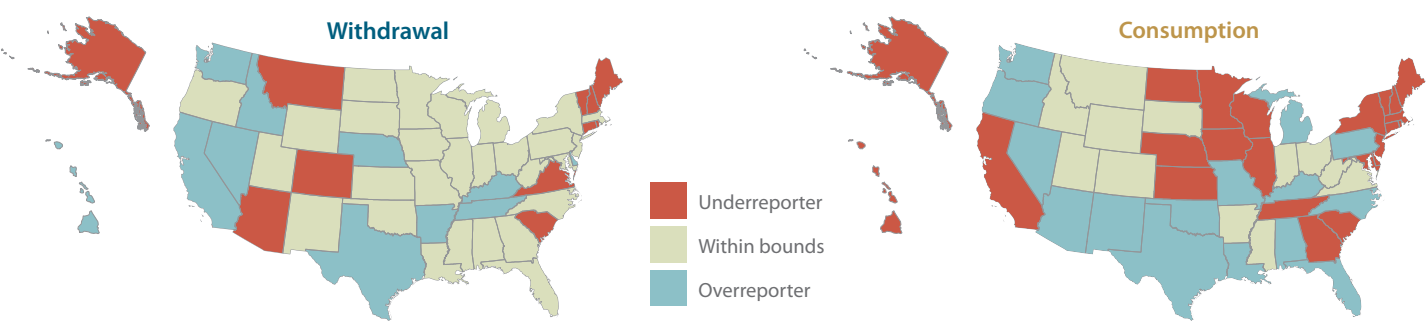 Withdrawal
Consumption
Underreporter
Within bounds
Overreporter